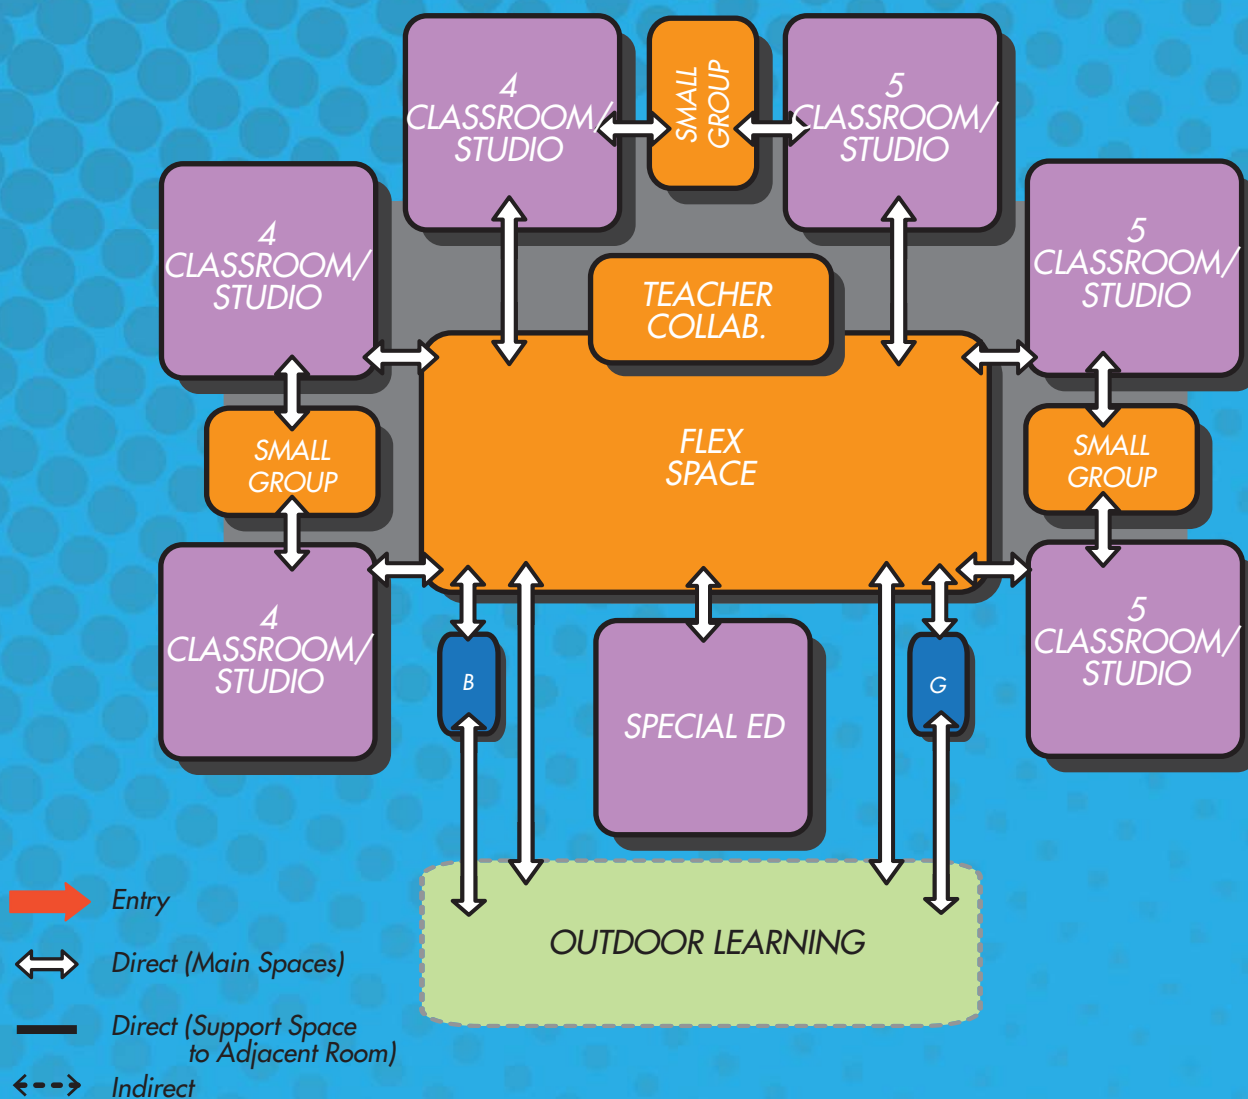 4
CLASSROOM/
STUDIO
SMALL
GROUP
5
CLASSROOM/
STUDIO
4
CLASSROOM/
STUDIO
5
CLASSROOM/
STUDIO
TEACHER
COLLAB.
FLEX
SPACE
SMALL
GROUP
SMALL
GROUP
4
CLASSROOM/
STUDIO
5
CLASSROOM/
STUDIO
B
G
SPECIAL ED
OUTDOOR LEARNING
Entry
Direct (Main Spaces)
Direct (Support Space
to Adjacent Room)
Indirect